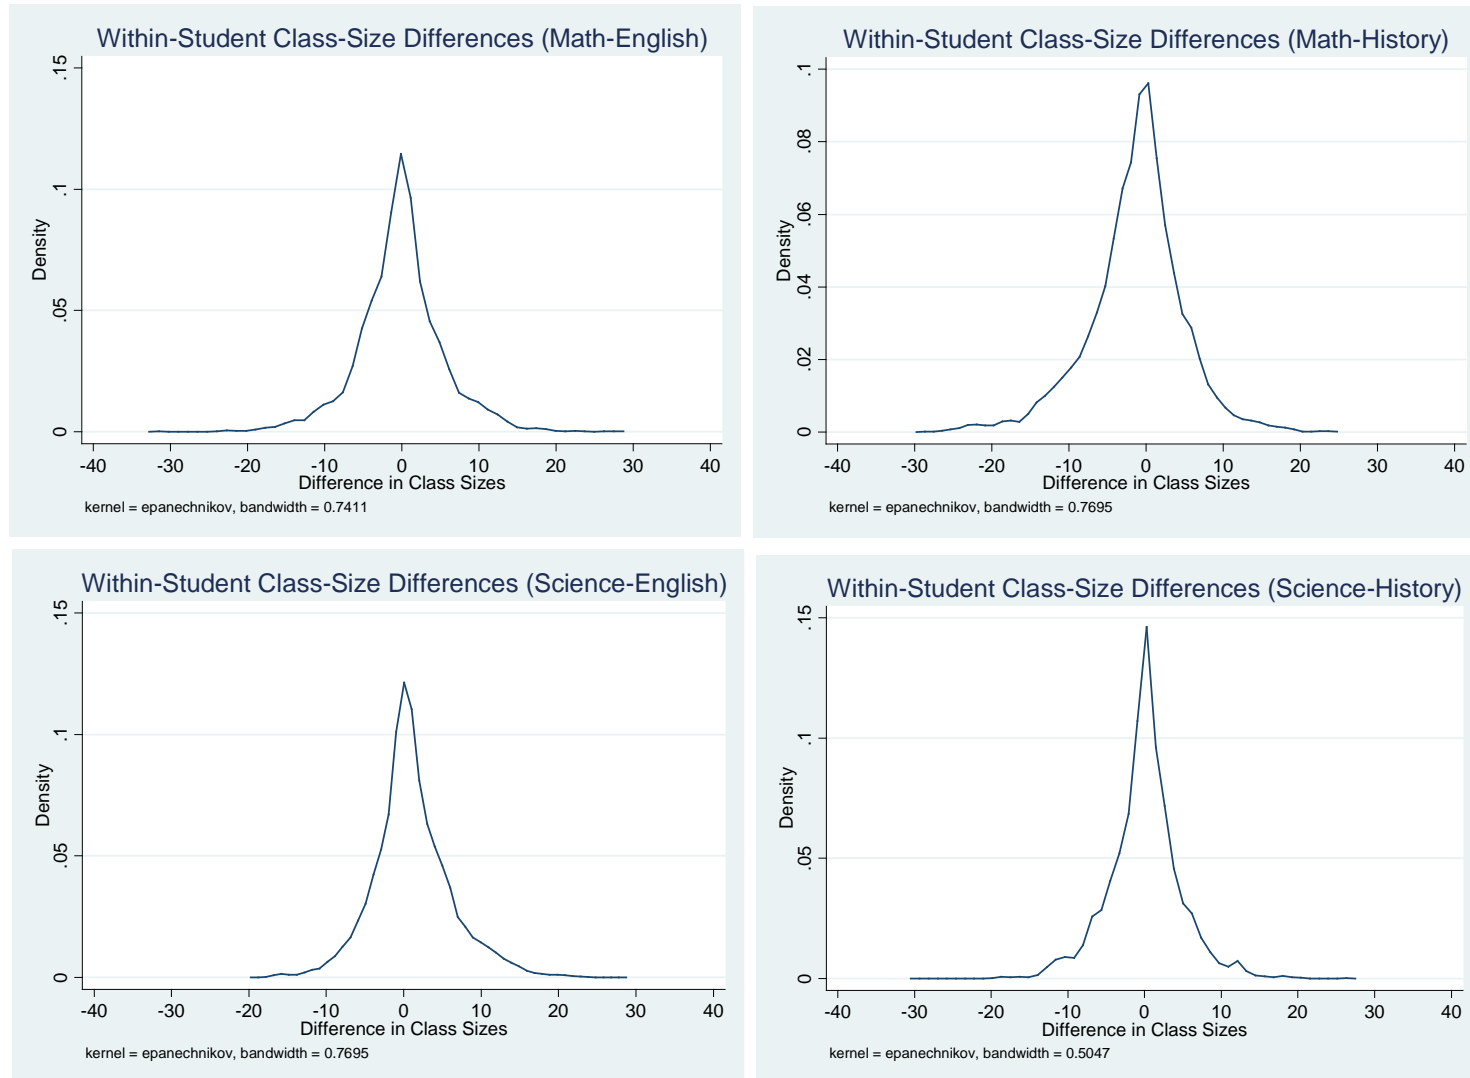 Within-Student Class-Size Differences (Math-English)
.15
.1
.05
0
Density
-40 -30 -20 -10 0 10 20 30 40
Difference in Class Sizes
kernel = epanechnikov, bandwidth = 0.7411
Within-Student Class-Size Differences (Math-History)
.1
.08
.06
.04
.02
0
Density
-40 -30 -20 -10 0 10 20 30 40
Difference in Class Sizes
kernel = epanechnikov, bandwidth = 0.7695
Within-Student Class-Size Differences (Science-English)
.15
.1
.05
0
Density
-40 -30 -20 -10 0 10 20 30 40
Difference in Class Sizes
kernel = epanechnikov, bandwidth = 0.7695
Within-Student Class-Size Differences (Science-History)
.15
.1
.05
0
Density
-40 -30 -20 -10 0 10 20 30 40
Difference in Class Sizes
kernel = epanechnikov, bandwidth = 0.5047